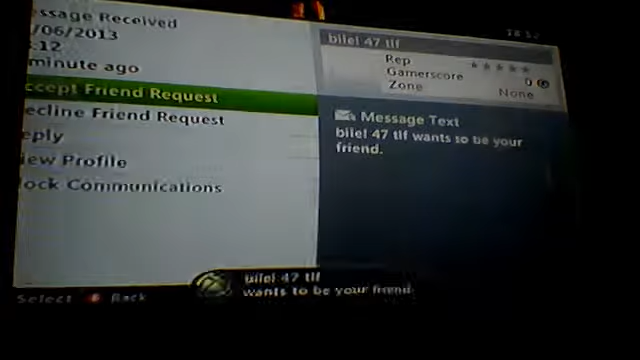 ssage Received
/06/2013
:12
minute ago
ccept Friend Request
ecline Friend Request
eply
iew Profile
lock Communications
Select Back
bilel 47 tlf
Rep
Gamerscore 0 G
Zone None
Message Text
bilel 47 tlf wants to be your
friend.
bilel 47 tlf
wants to be your friend